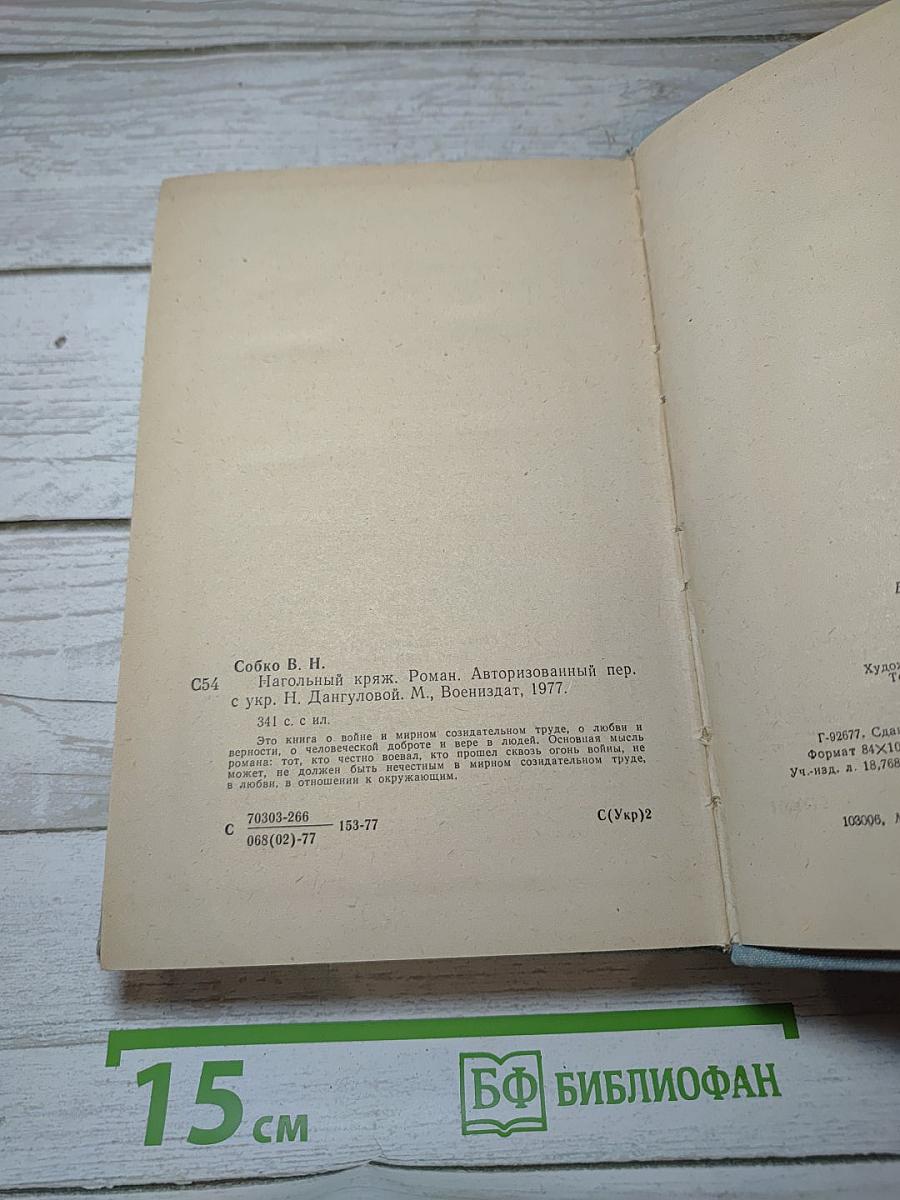 Собко В. Н.
С54 Нагольный кряж. Роман. Авторизованный пер.
с укр. Н. Дангуловой. М., Воениздат, 1977.
341 с. с ил.
Это книга о войне и мирном созидательном труде, о любви и
верности, о человеческой доброте и вере в людей. Основная мысль
романа: тот, кто честно воевал, кто прошел сквозь огонь войны, не
может, не должен быть нечестным в мирном созидательном труде,
в любви, в отношении к окружающим.
70303-266
С 153-77 С(Укр)2
068(02)-77
Г-92677.
Формат 84×10
Уч.-изд. л. 18,768
103006,
15 см
БФ БИБЛИОФАН